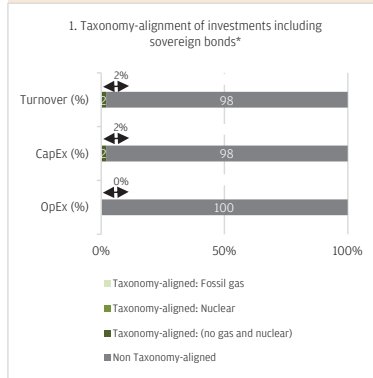 1. Taxonomy-alignment of investments including
sovereign bonds*
2%
Turnover (%) 2 98
2%
CapEx (%) 2 98
0%
OpEx (%) 100
0% 50% 100%
Taxonomy-aligned: Fossil gas
Taxonomy-aligned: Nuclear
Taxonomy-aligned: (no gas and nuclear)
Non Taxonomy-aligned